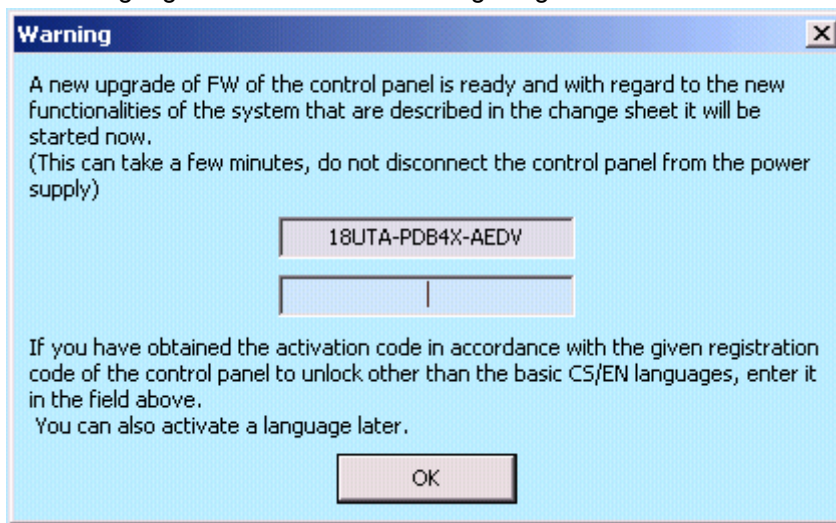 Warning
A new upgrade of FW of the control panel is ready and with regard to the new
functionalities of the system that are described in the change sheet it will be
started now.
(This can take a few minutes, do not disconnect the control panel from the power
supply)
18UTA-PDB4X-AEDV
If you have obtained the activation code in accordance with the given registration
code of the control panel to unlock other than the basic CS/EN languages, enter it
in the field above.
You can also activate a language later.
OK